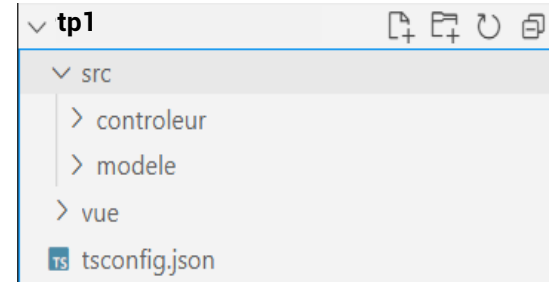 tp1
src
controleur
modele
vue
TS tsconfig.json